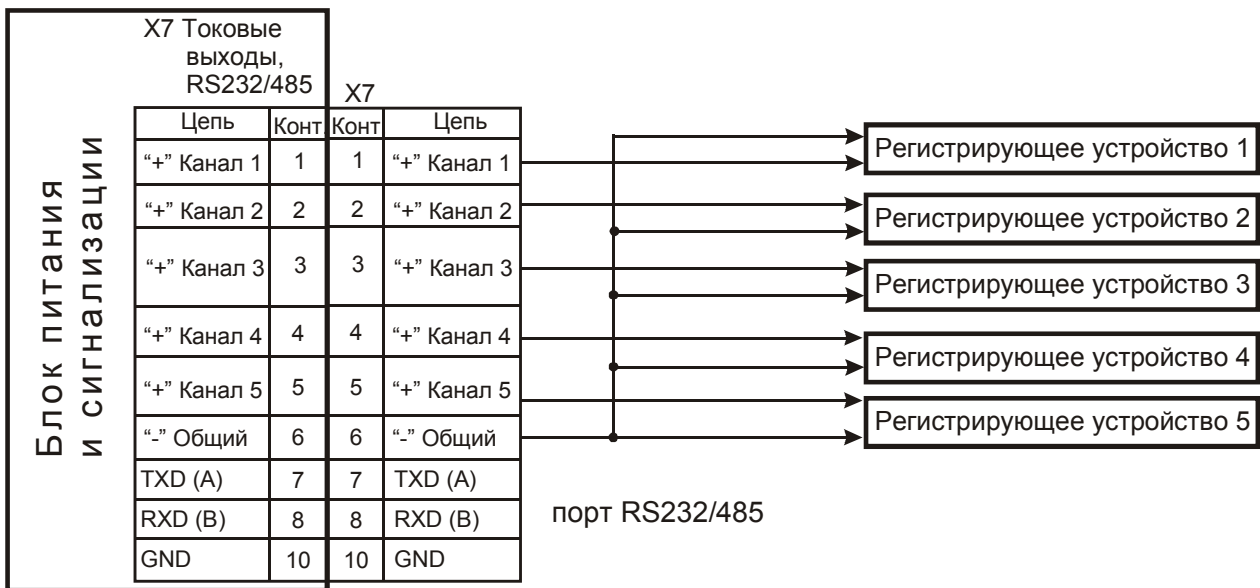 X7 Токовые
выходы,
RS232/485
X7
Цепь Конт. Конт Цепь
“+” Канал 1 1 1 “+” Канал 1
“+” Канал 2 2 2 “+” Канал 2
“+” Канал 3 3 3 “+” Канал 3
“+” Канал 4 4 4 “+” Канал 4
“+” Канал 5 5 5 “+” Канал 5
“-” Общий 6 6 “-” Общий
TXD (A) 7 7 TXD (A)
RXD (B) 8 8 RXD (B)
GND 10 10 GND
Блок питания
и сигнализации
Регистрирующее устройство 1
Регистрирующее устройство 2
Регистрирующее устройство 3
Регистрирующее устройство 4
Регистрирующее устройство 5
порт RS232/485